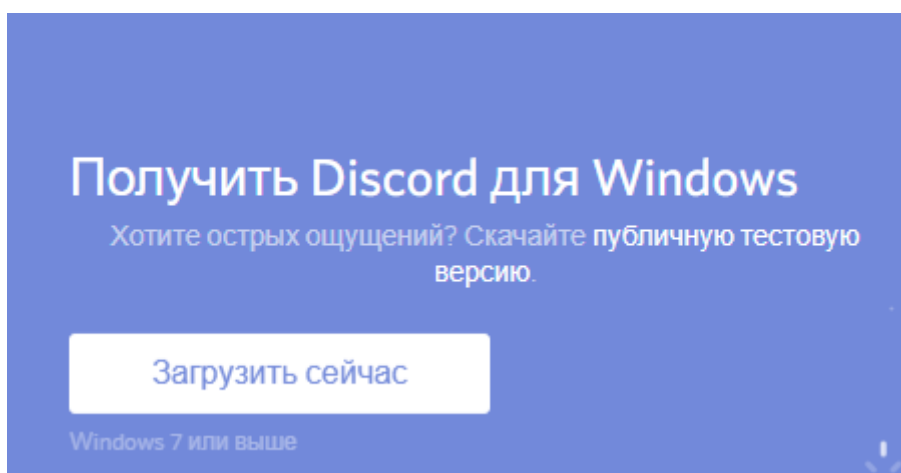 Получить Discord для Windows
Хотите острых ощущений? Скачайте публичную тестовую
версию.
Загрузить сейчас
Windows 7 или выше